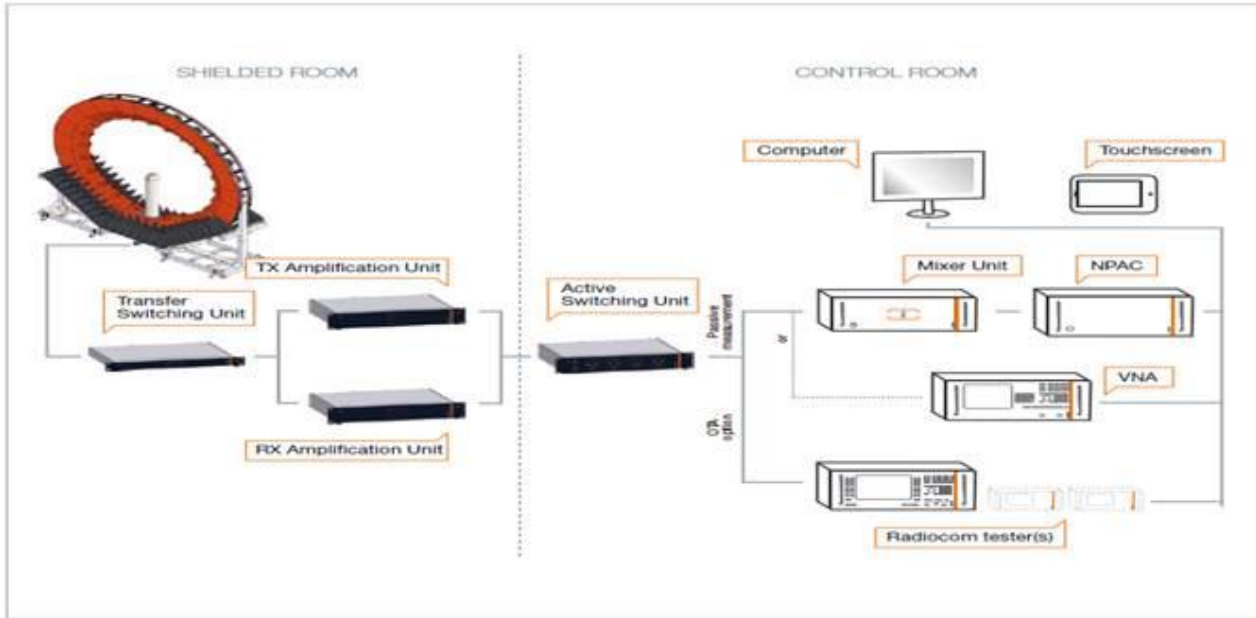 SHIELDED ROOM
CONTROL ROOM
Computer
Touchscreen
TX Amplification Unit
Mixer Unit
NPAC
Transfer
Switching Unit
Active
Switching Unit
Passive
measurement
or
VNA
OTA
option
RX Amplification Unit
Radiocom tester(s)